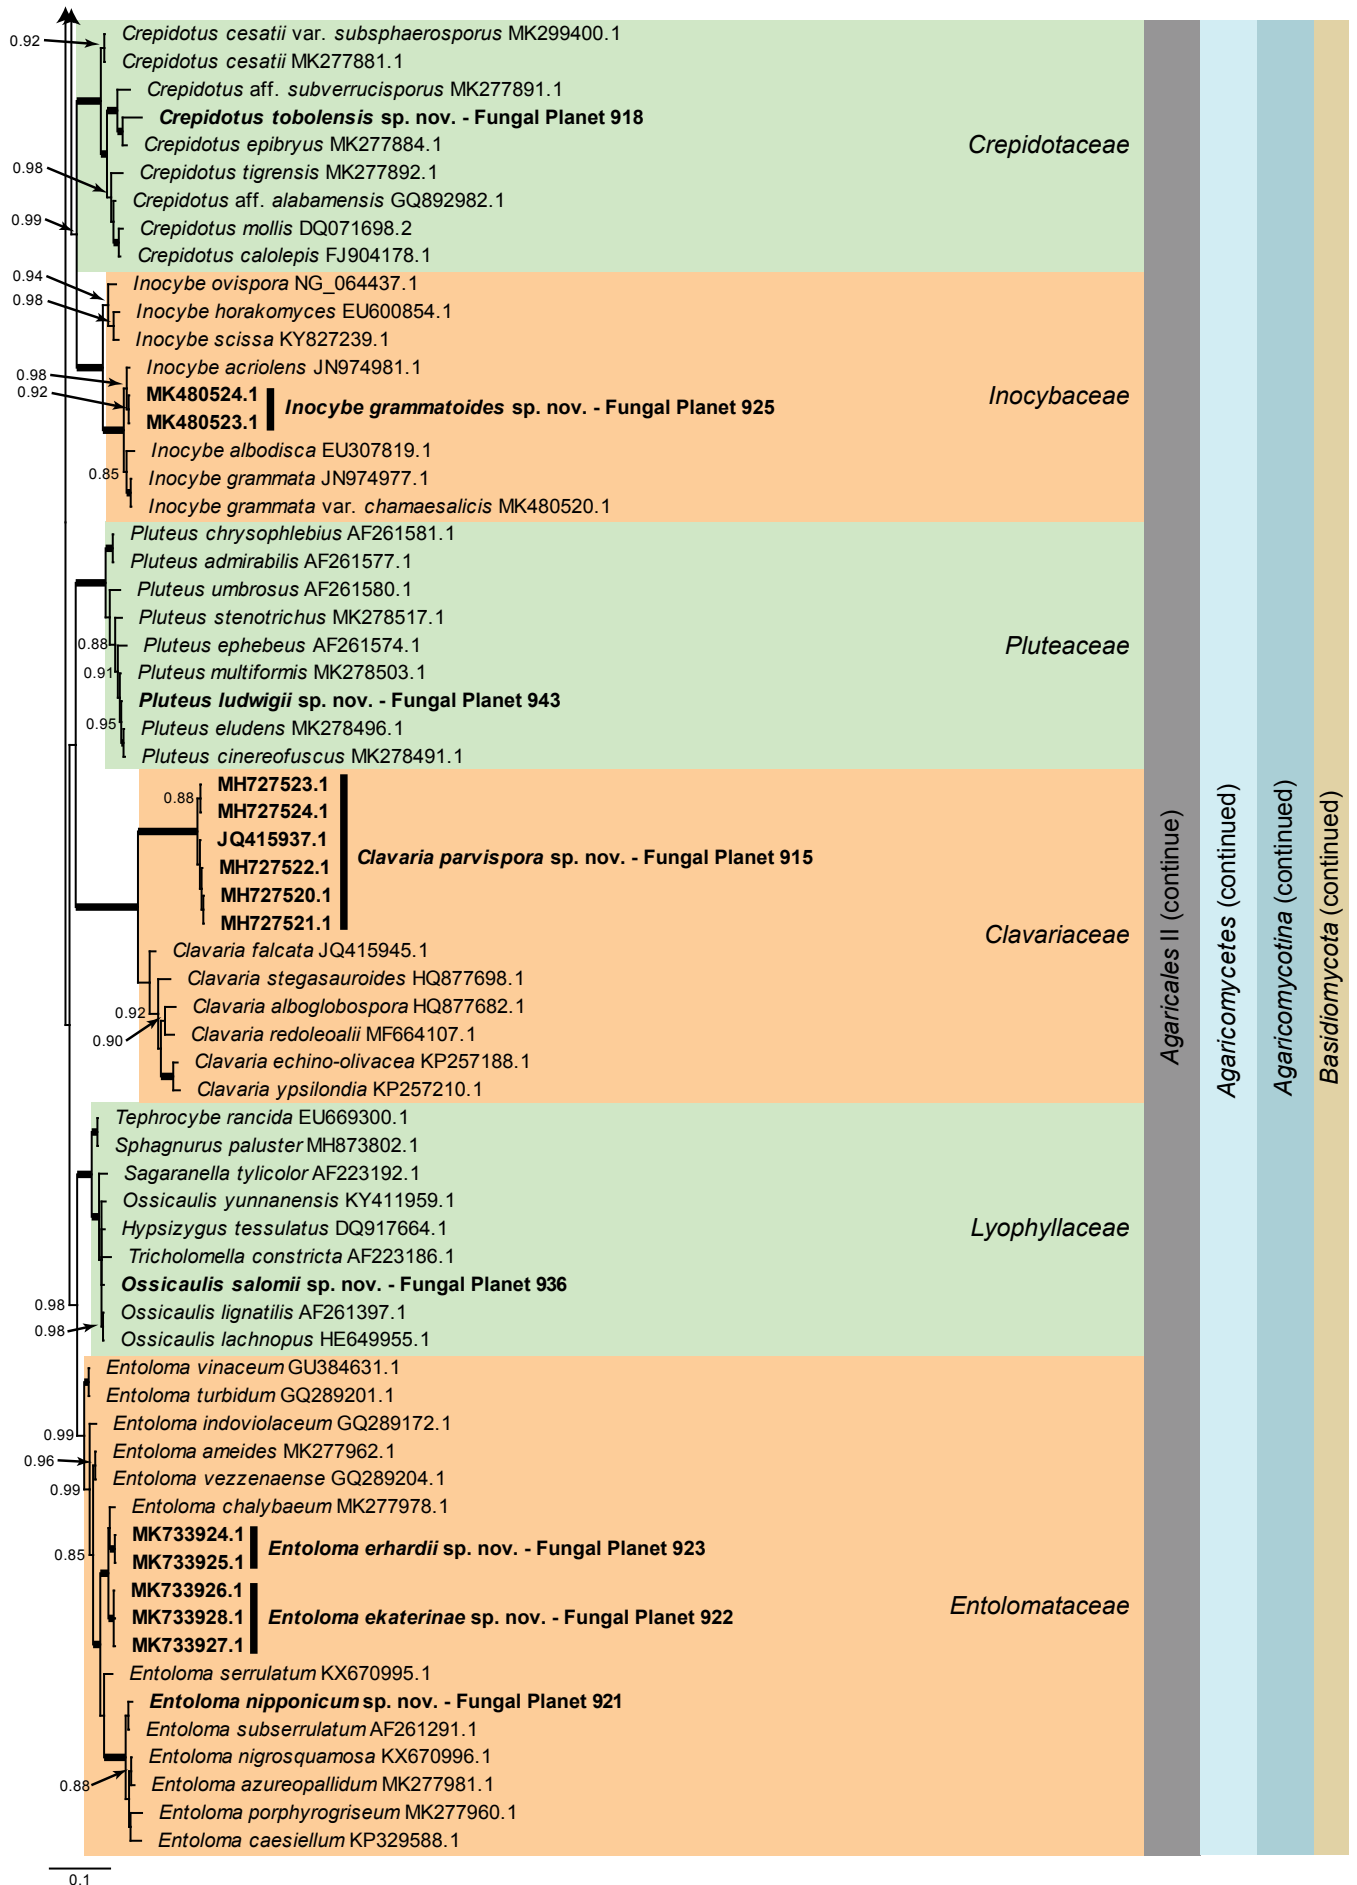 0.92
Crepidotus cesatii var. subsphaerosporus MK299400.1
Crepidotus cesatii MK277881.1
Crepidotus aff. subverrucisporus MK277891.1
Crepidotus tobolensis sp. nov. - Fungal Planet 918
Crepidotus epibryus MK277884.1
Crepidotaceae
0.98
Crepidotus tigrensis MK277892.1
Crepidotus aff. alabamensis GQ892982.1
0.99
Crepidotus mollis DQ071698.2
Crepidotus calolepis FJ904178.1
0.94
Inocybe ovispora NG_064437.1
0.98
Inocybe horakomyces EU600854.1
Inocybe scissa KY827239.1
Inocybe acriolens JN974981.1
0.98
0.92
MK480524.1
MK480523.1
Inocybe grammatoides sp. nov. - Fungal Planet 925
Inocybaceae
Inocybe albodisca EU307819.1
0.85
Inocybe grammata JN974977.1
Inocybe grammata var. chamaesalicis MK480520.1
Pluteus chrysophlebius AF261581.1
Pluteus admirabilis AF261577.1
Pluteus umbrosus AF261580.1
Pluteus stenotrichus MK278517.1
0.88
Pluteus ephebeus AF261574.1
Pluteaceae
0.91
Pluteus multiformis MK278503.1
Pluteus ludwigii sp. nov. - Fungal Planet 943
0.95
Pluteus eludens MK278496.1
Pluteus cinereofuscus MK278491.1
0.88
MH727523.1
MH727524.1
JQ415937.1
MH727522.1
MH727520.1
MH727521.1
Clavaria parvispora sp. nov. - Fungal Planet 915
Clavariaceae
Clavaria falcata JQ415945.1
Clavaria stegasauroides HQ877698.1
0.92
Clavaria alboglobospora HQ877682.1
0.90
Clavaria redoleoalii MF664107.1
Clavaria echino-olivacea KP257188.1
Clavaria ypsilondia KP257210.1
Tephrocybe rancida EU669300.1
Sphagnurus paluster MH873802.1
Sagaranella tylicolor AF223192.1
Ossicaulis yunnanensis KY411959.1
Hypsizygus tessulatus DQ917664.1
Lyophyllaceae
Tricholomella constricta AF223186.1
Ossicaulis salomii sp. nov. - Fungal Planet 936
0.98
Ossicaulis lignatilis AF261397.1
0.98
Ossicaulis lachnopus HE649955.1
Entoloma vinaceum GU384631.1
Entoloma turbidum GQ289201.1
Entoloma indoviolaceum GQ289172.1
0.99
Entoloma ameides MK277962.1
0.96
Entoloma vezzenaense GQ289204.1
0.99
Entoloma chalybaeum MK277978.1
MK733924.1
MK733925.1
Entoloma erhardii sp. nov. - Fungal Planet 923
0.85
MK733926.1
MK733928.1
MK733927.1
Entoloma ekaterinae sp. nov. - Fungal Planet 922
Entolomataceae
Entoloma serrulatum KX670995.1
Entoloma nipponicum sp. nov. - Fungal Planet 921
Entoloma subserrulatum AF261291.1
Entoloma nigrosquamosa KX670996.1
0.88
Entoloma azureopallidum MK277981.1
Entoloma porphyrogriseum MK277960.1
Entoloma caesiellum KP329588.1
0.1
Agaricales II (continue)
Agaricomycetes (continued)
Agaricomycotina (continued)
Basidiomycota (continued)